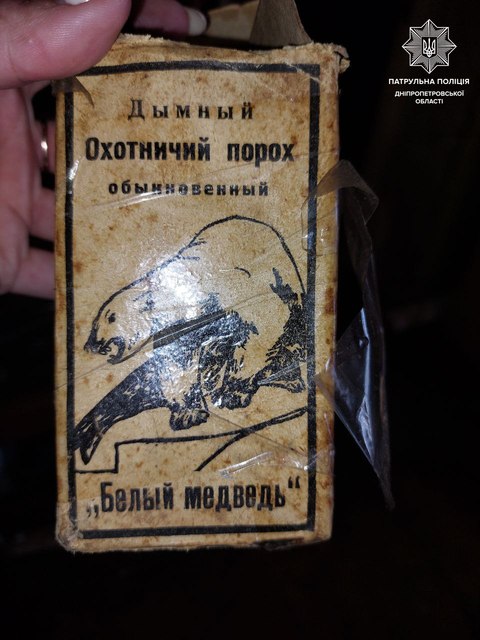 ПАТРУЛЬНА ПОЛІЦІЯ
ДНІПРОПЕТРОВСЬКОЇ
ОБЛАСТІ
Дымный
Охотничий порох
обыкновенный
„Белый медведь“